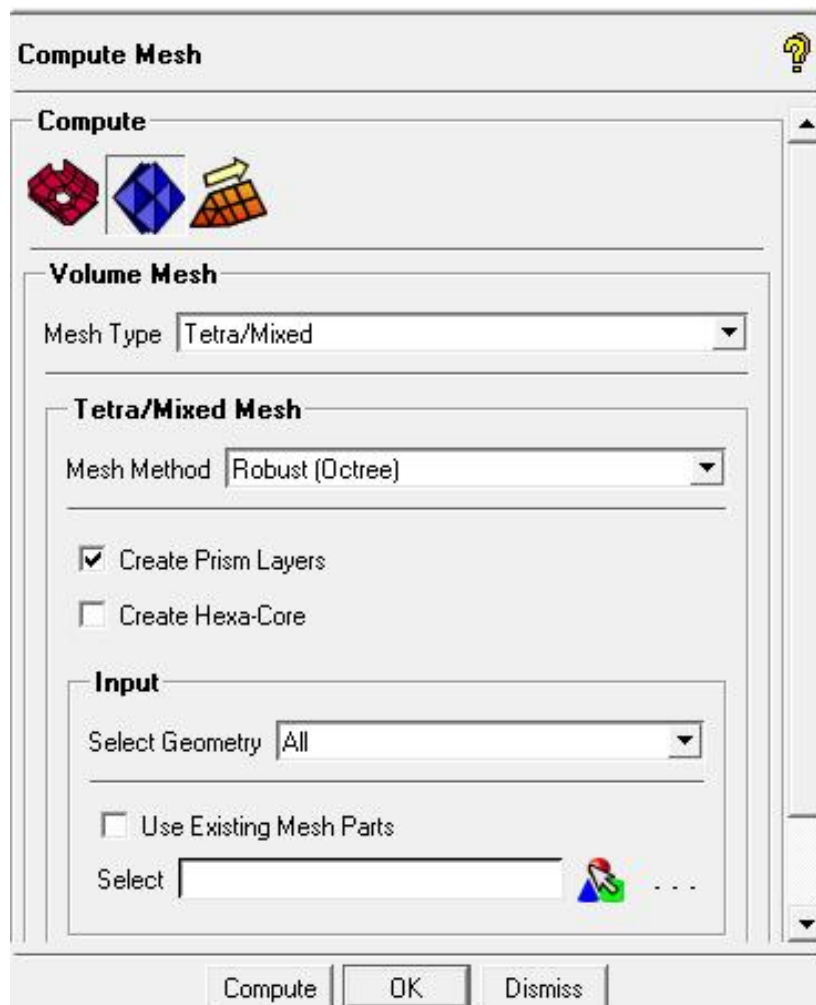 Compute Mesh
Compute
Volume Mesh
Mesh Type Tetra/Mixed
Tetra/Mixed Mesh
Mesh Method Robust (Octree)
Create Prism Layers
Create Hexa-Core
Input
Select Geometry All
Use Existing Mesh Parts
Select . . .
Compute OK Dismiss